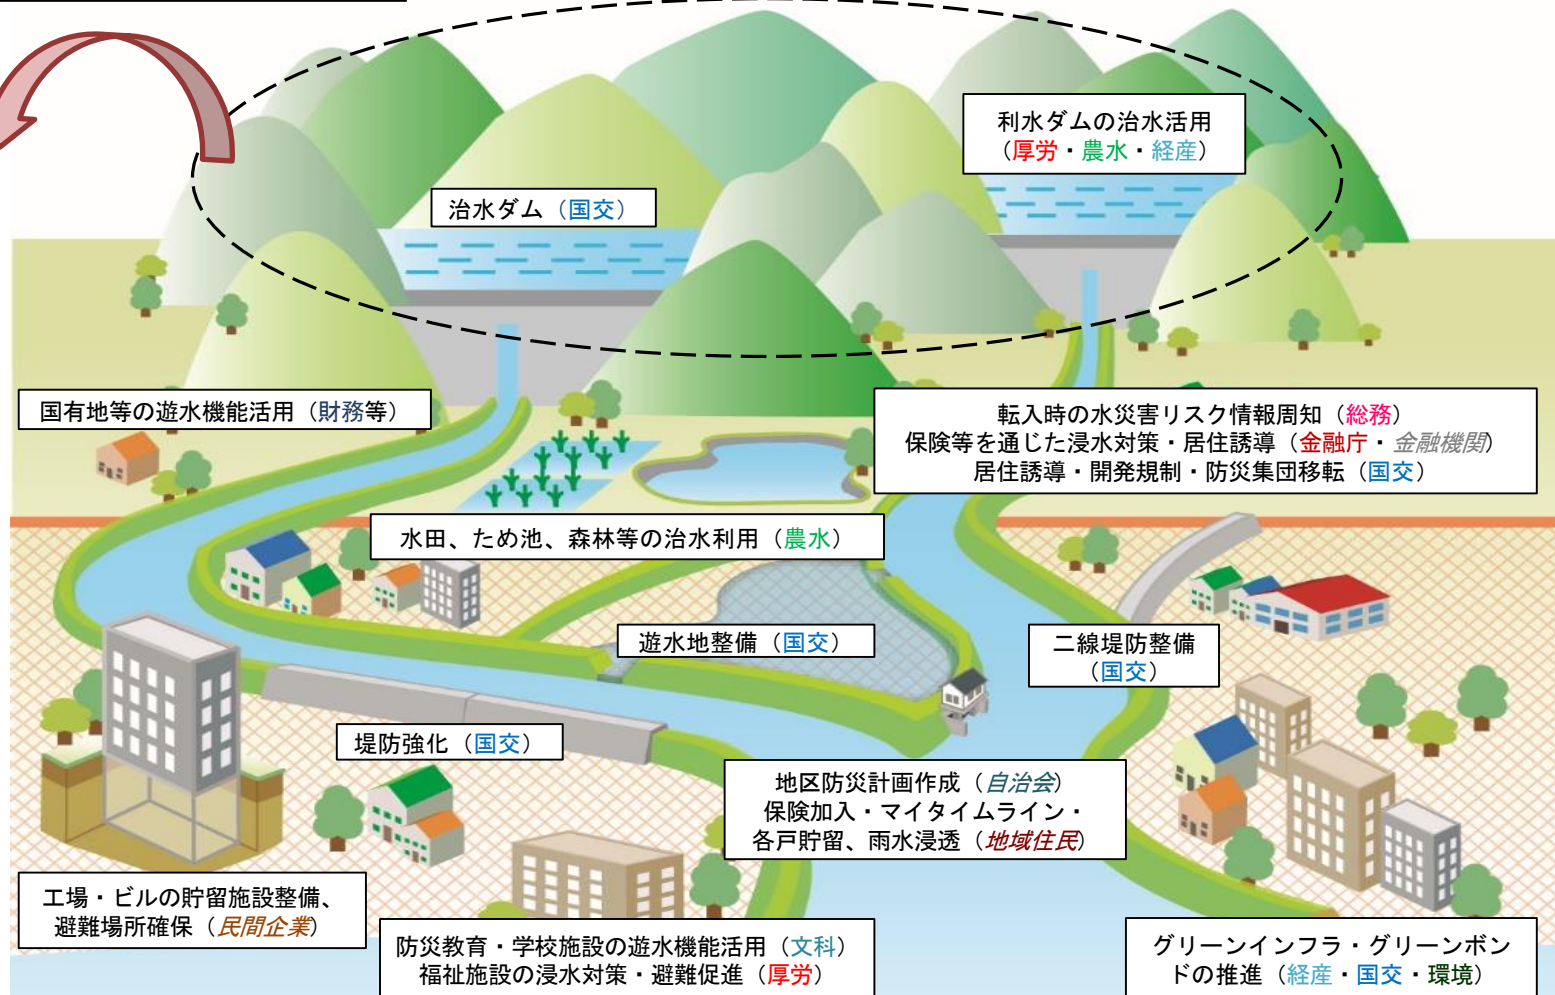 利水ダムの治水活用
（厚労・農水・経産）
治水ダム（国交）
国有地等の遊水機能活用（財務等）
転入時の水災害リスク情報周知（総務）
保険等を通じた浸水対策・居住誘導（金融庁・金融機関）
居住誘導・開発規制・防災集団移転（国交）
水田、ため池、森林等の治水利用（農水）
遊水地整備（国交）
二線堤防整備
（国交）
堤防強化（国交）
地区防災計画作成（自治会）
保険加入・マイタイムライン・
各戸貯留、雨水浸透（地域住民）
工場・ビルの貯留施設整備、
避難場所確保（民間企業）
防災教育・学校施設の遊水機能活用（文科）
福祉施設の浸水対策・避難促進（厚労）
グリーンインフラ・グリーンボン
ドの推進（経産・国交・環境）